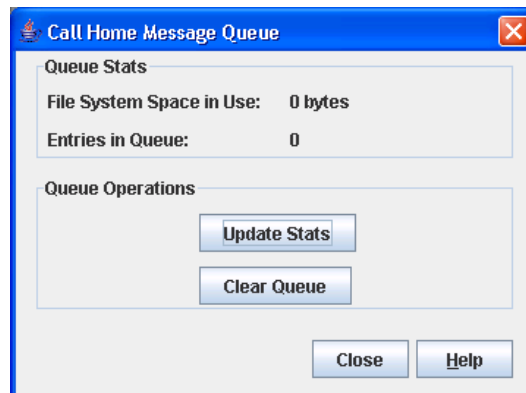 Call Home Message Queue
Queue Stats
File System Space in Use: 0 bytes
Entries in Queue: 0
Queue Operations
Update Stats
Clear Queue
Close Help